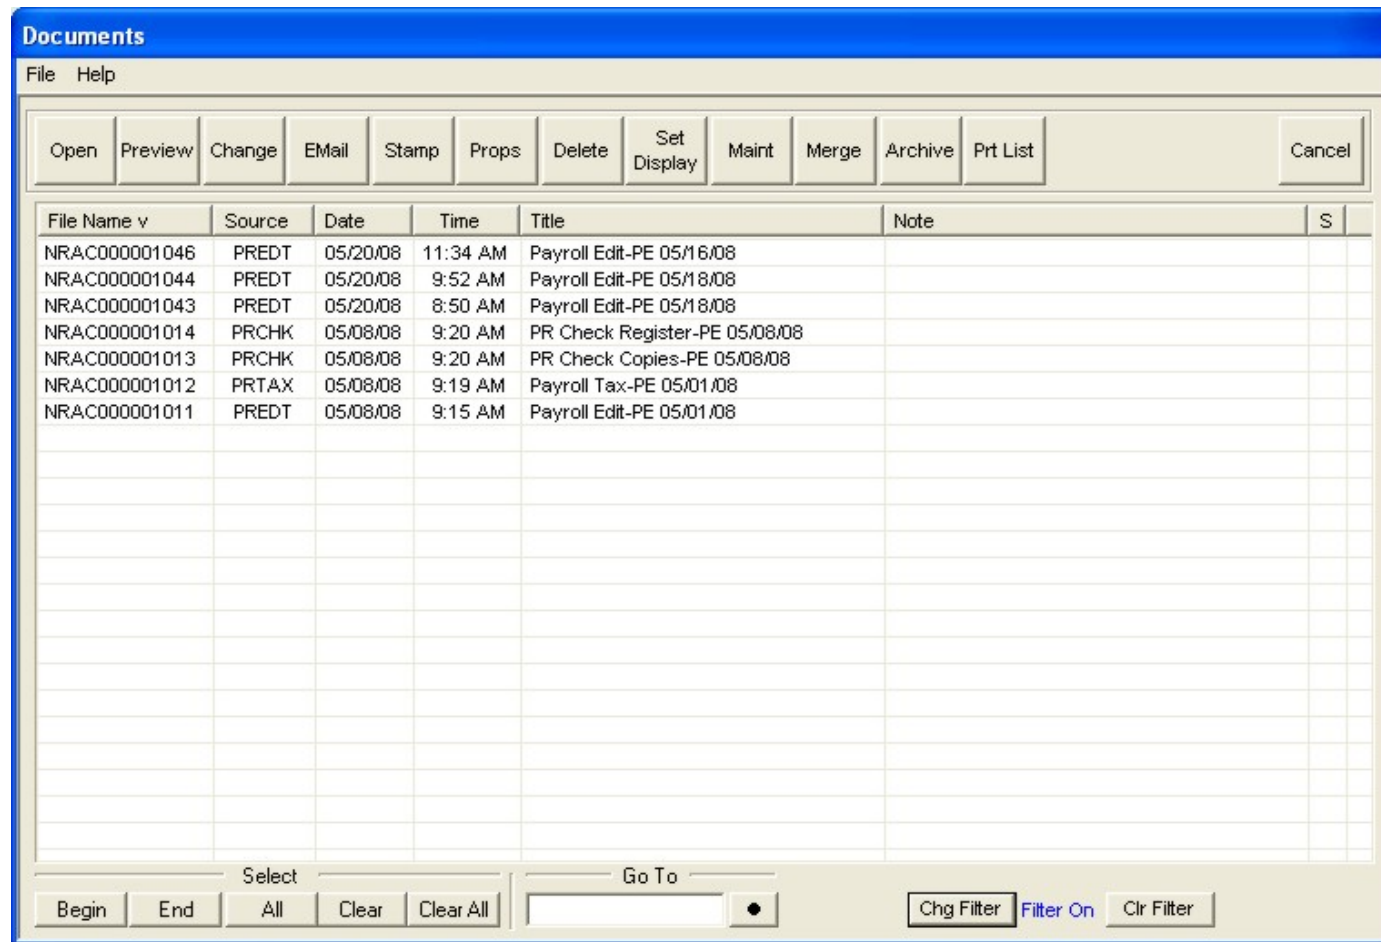 Documents
File Help
Open Preview Change EMail Stamp Props Delete Set Display Maint Merge Archive Prt List Cancel
File Name v Source Date Time Title Note S
NRAC000001046 PREDT 05/20/08 11:34 AM Payroll Edit-PE 05/16/08
NRAC000001044 PREDT 05/20/08 9:52 AM Payroll Edit-PE 05/18/08
NRAC000001043 PREDT 05/20/08 8:50 AM Payroll Edit-PE 05/18/08
NRAC000001014 PRCHK 05/08/08 9:20 AM PR Check Register-PE 05/08/08
NRAC000001013 PRCHK 05/08/08 9:20 AM PR Check Copies-PE 05/08/08
NRAC000001012 PRTAX 05/08/08 9:19 AM Payroll Tax-PE 05/01/08
NRAC000001011 PREDT 05/08/08 9:15 AM Payroll Edit-PE 05/01/08
Select Go To
Begin End All Clear Clear All Chg Filter Filter On Clr Filter